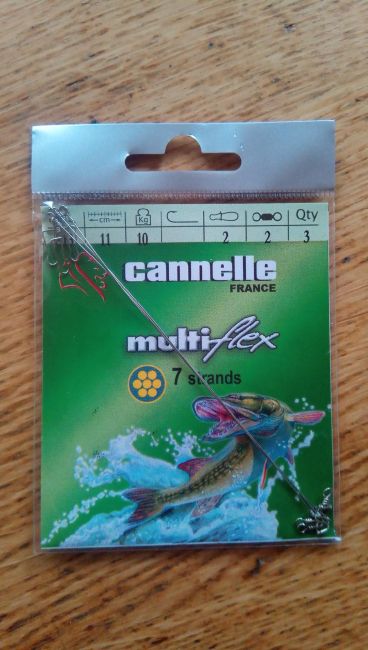 cm Kg Qty
11 10 2 2 3
cannelle
FRANCE
multiflex
7 strands